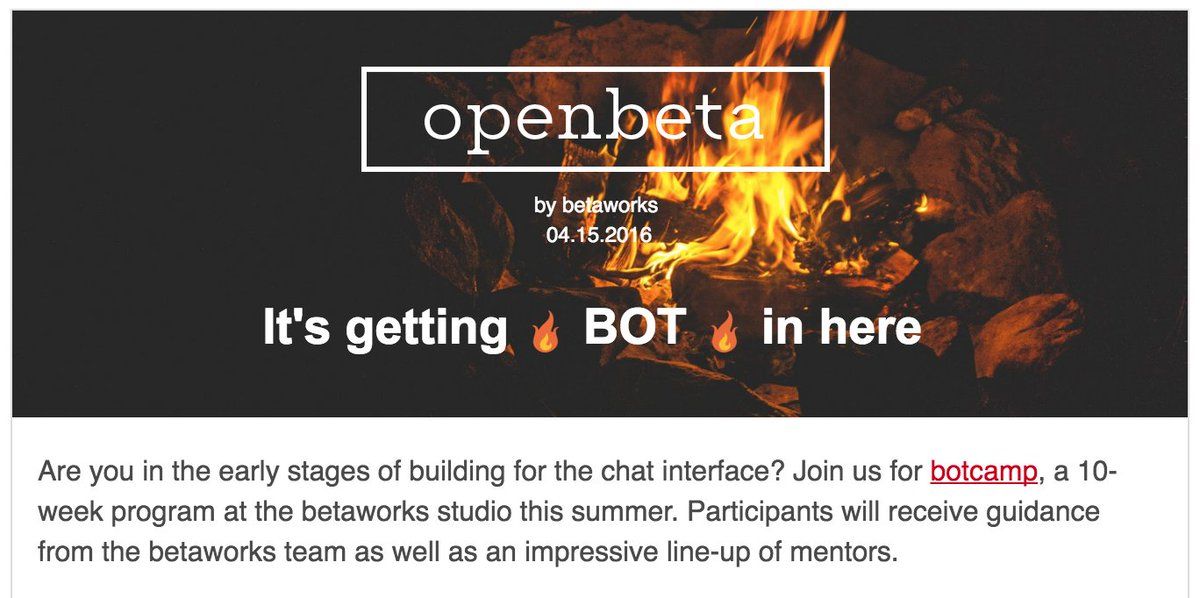 openbeta
by betaworks
04.15.2016
It's getting 🔥 BOT 🔥 in here
Are you in the early stages of building for the chat interface? Join us for botcamp, a 10-
week program at the betaworks studio this summer. Participants will receive guidance
from the betaworks team as well as an impressive line-up of mentors.